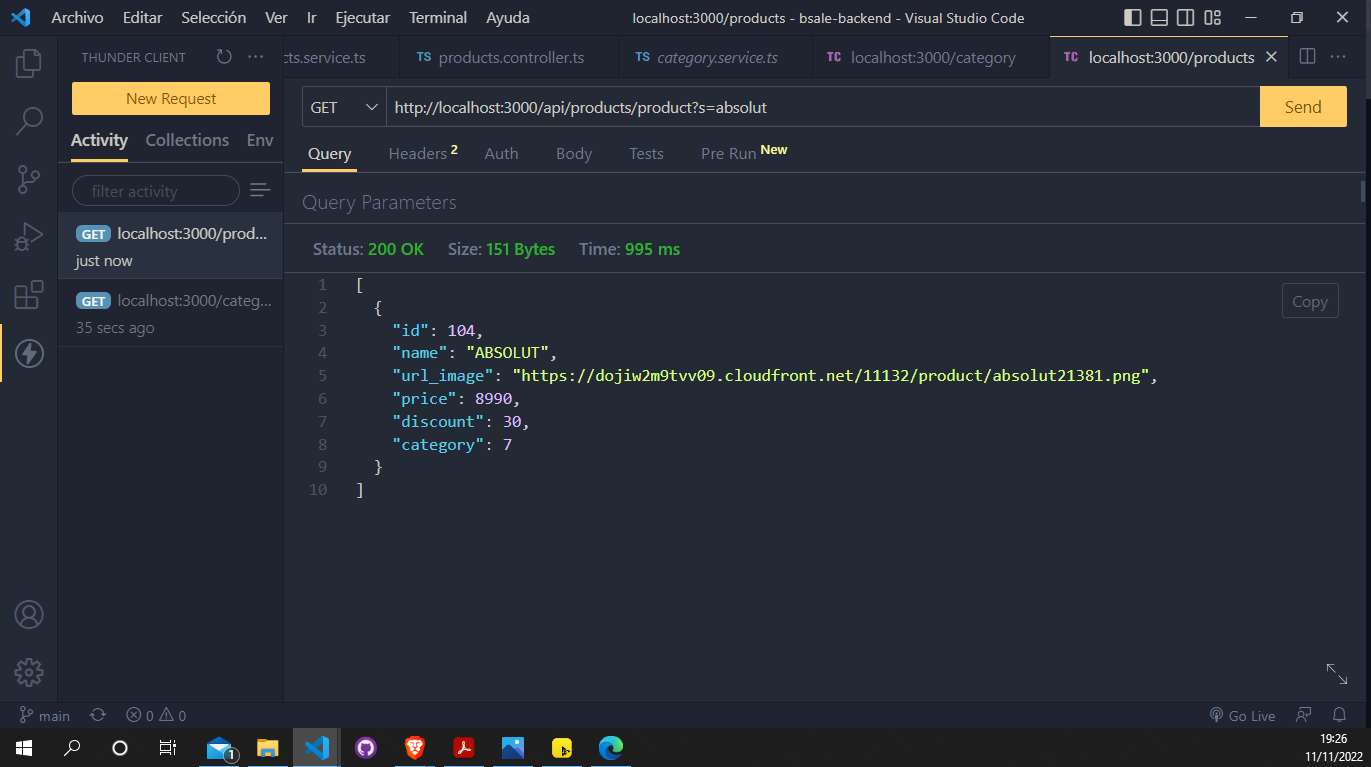 Archivo Editar Selección Ver Ir Ejecutar Terminal Ayuda localhost:3000/products - bsale-backend - Visual Studio Code
THUNDER CLIENT
New Request
Activity Collections Env
filter activity
GET localhost:3000/prod...
just now
GET localhost:3000/categ...
35 secs ago
cts.service.ts TS products.controller.ts TS category.service.ts TC localhost:3000/category TC localhost:3000/products
GET http://localhost:3000/api/products/product?s=absolut Send
Query Headers 2 Auth Body Tests Pre Run New
Query Parameters
Status: 200 OK Size: 151 Bytes Time: 995 ms
Copy
1 [
2 {
3 "id": 104,
4 "name": "ABSOLUT",
5 "url_image": "https://dojiw2m9tvv09.cloudfront.net/11132/product/absolut21381.png",
6 "price": 8990,
7 "discount": 30,
8 "category": 7
9 }
10 ]
main 0 0 Go Live
1
19:26
11/11/2022